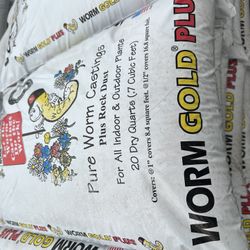 WORM GOLD PLUS
Pure Worm Castings
Plus Rock Dust
For All Indoor & Outdoor Plants
20 Dry Quarts (.7 Cubic Feet)
Covers: @1" covers 8.4 square feet. @1/2" covers 16.8 square feet.
WORM GOLD® PLUS
WORM GOLD PLUS